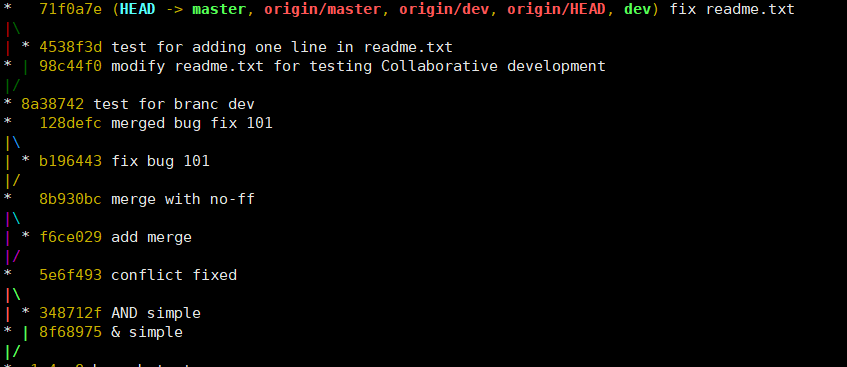 *   71f0a7e (HEAD -> master, origin/master, origin/dev, origin/HEAD, dev) fix readme.txt
|\
| * 4538f3d test for adding one line in readme.txt
* | 98c44f0 modify readme.txt for testing Collaborative development
|/
* 8a38742 test for branc dev
*   128defc merged bug fix 101
|\
| * b196443 fix bug 101
|/
*   8b930bc merge with no-ff
|\
| * f6ce029 add merge
|/
*   5e6f493 conflict fixed
|\
| * 348712f AND simple
* | 8f68975 & simple
|/